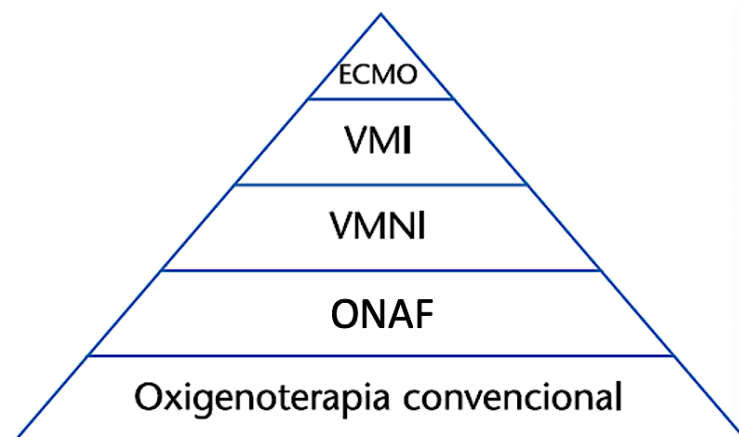 ECMO
VMI
VMNI
ONAF
Oxigenoterapia convencional